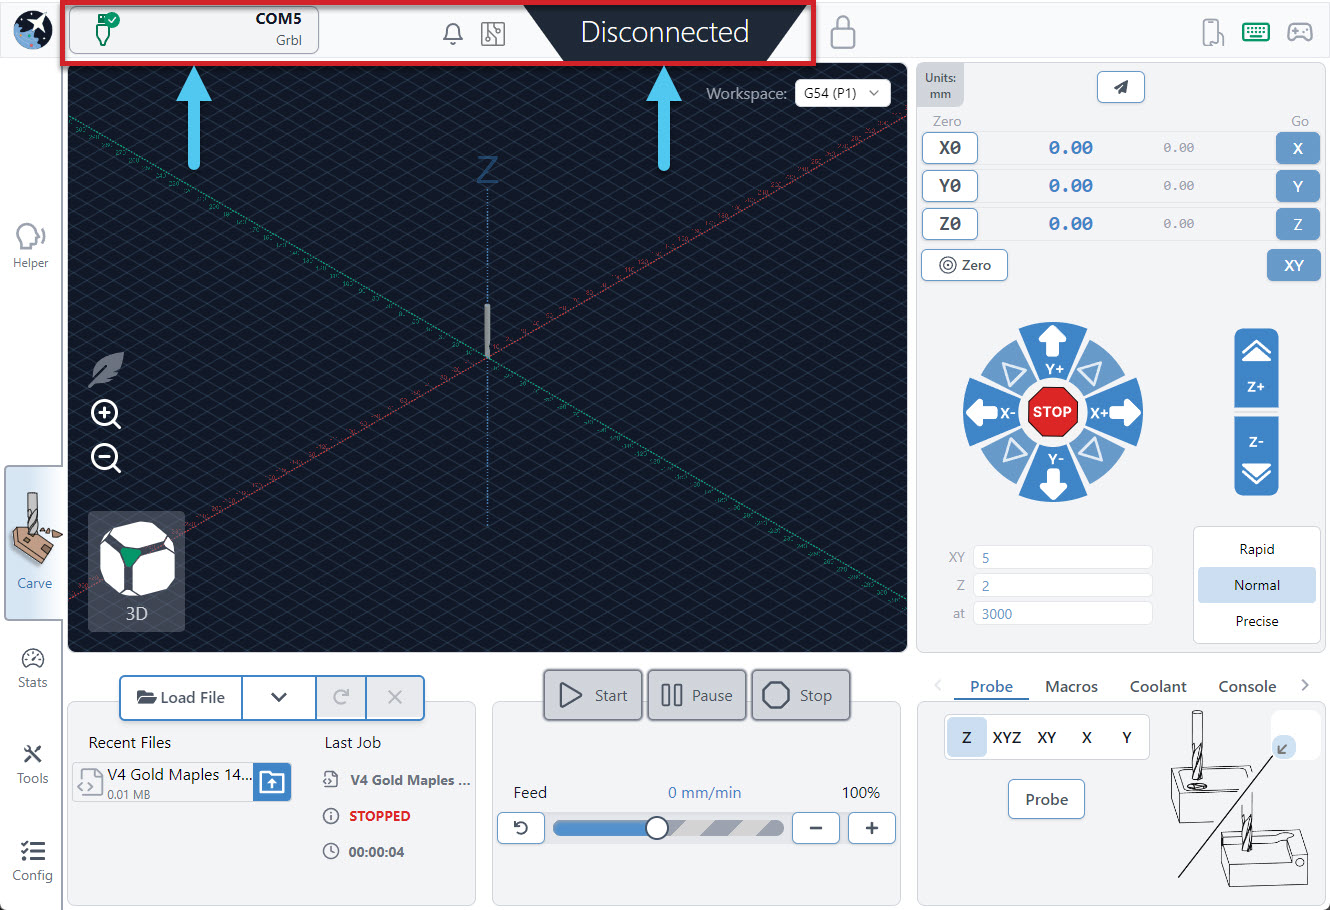 COM5
Grbl
Disconnected
Workspace: G54 (P1)
Units:
mm
Zero Go
X0 0.00 0.00 X
Y0 0.00 0.00 Y
Z0 0.00 0.00 Z
Zero XY
Z
Helper
Y+
X- STOP X+
Y-
Z+
Z-
3D
Carve
XY 5
Z 2
at 3000
Rapid
Normal
Precise
Stats
Tools
Config
Load File
Recent Files
V4 Gold Maples 14...
0.01 MB
Last Job
V4 Gold Maples ...
STOPPED
00:00:04
Start Pause Stop
Feed 0 mm/min 100%
Probe Macros Coolant Console
Z XYZ XY X Y
Probe